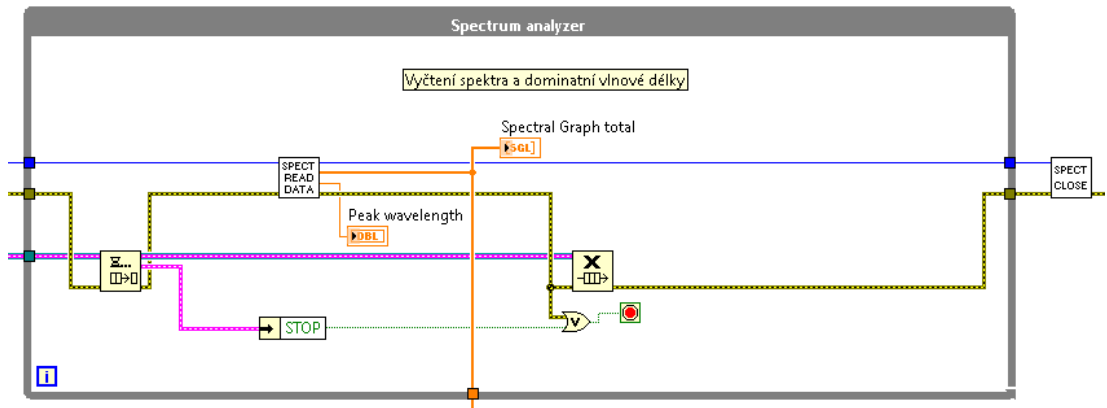 Spectrum analyzer
Vyčtení spektra a dominatní vlnové délky
Spectral Graph total
SGL
SPECT
READ
DATA
SPECT
CLOSE
Peak wavelength
DBL
Σ...
X
STOP
V
i